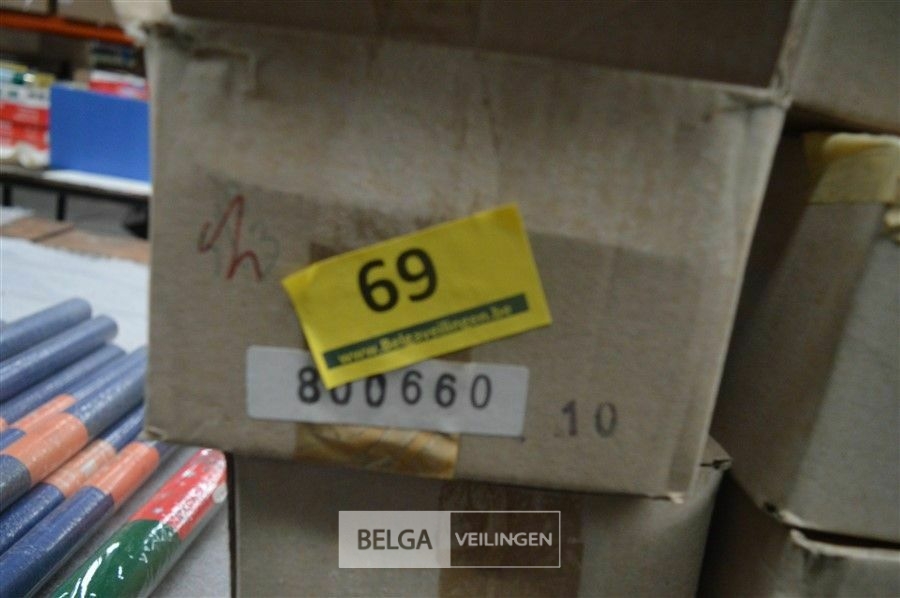 69
www.Belgaveilingen.be
800660
10
BELGA VEILINGEN